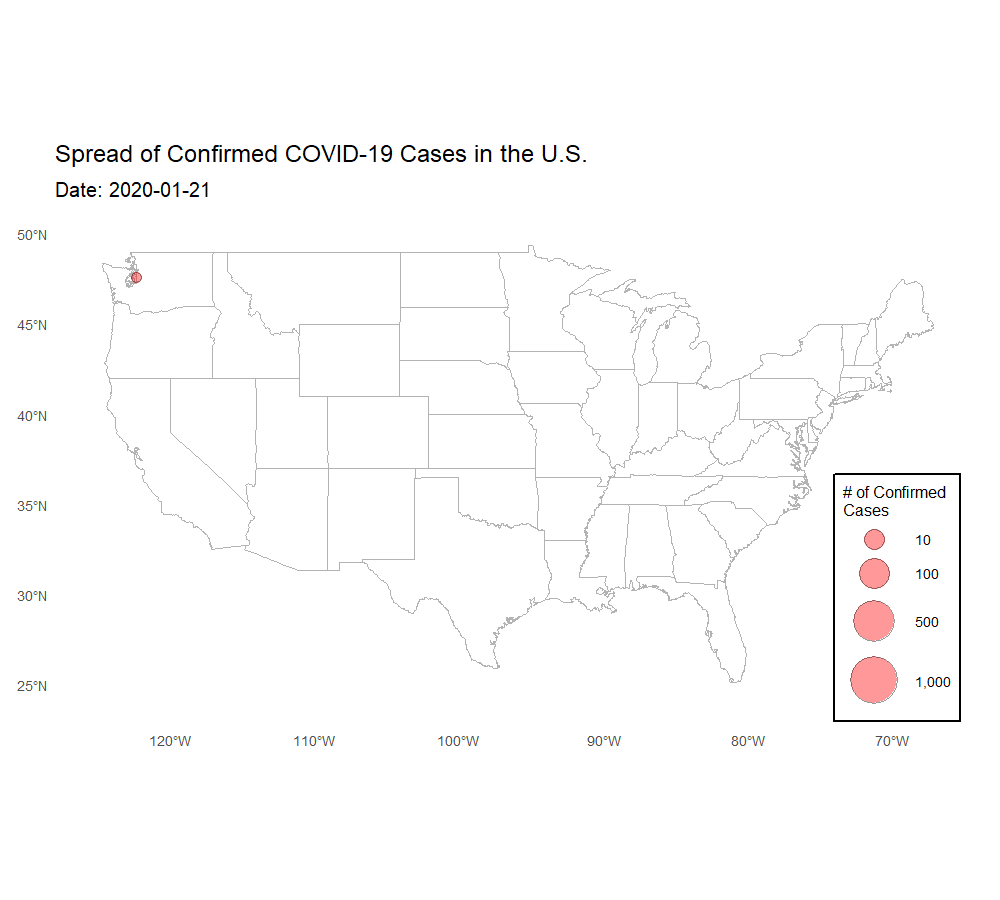 Spread of Confirmed COVID-19 Cases in the U.S.
Date: 2020-01-21
50°N
45°N
40°N
35°N
30°N
25°N
120°W
110°W
100°W
90°W
80°W
70°W
# of Confirmed
Cases
10
100
500
1,000